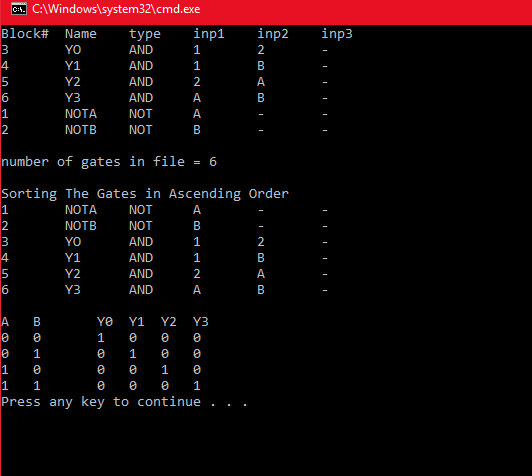 C:\Windows\system32\cmd.exe
Block# Name type inp1 inp2 inp3
3 YO AND 1 2 -
4 Y1 AND 1 B -
5 Y2 AND 2 A -
6 Y3 AND A B -
1 NOTA NOT A - -
2 NOTB NOT B - -
number of gates in file = 6
Sorting The Gates in Ascending Order
1 NOTA NOT A - -
2 NOTB NOT B - -
3 YO AND 1 2 -
4 Y1 AND 1 B -
5 Y2 AND 2 A -
6 Y3 AND A B -
A B Y0 Y1 Y2 Y3
0 0 1 0 0 0
0 1 0 1 0 0
1 0 0 0 1 0
1 1 0 0 0 1
Press any key to continue . . .